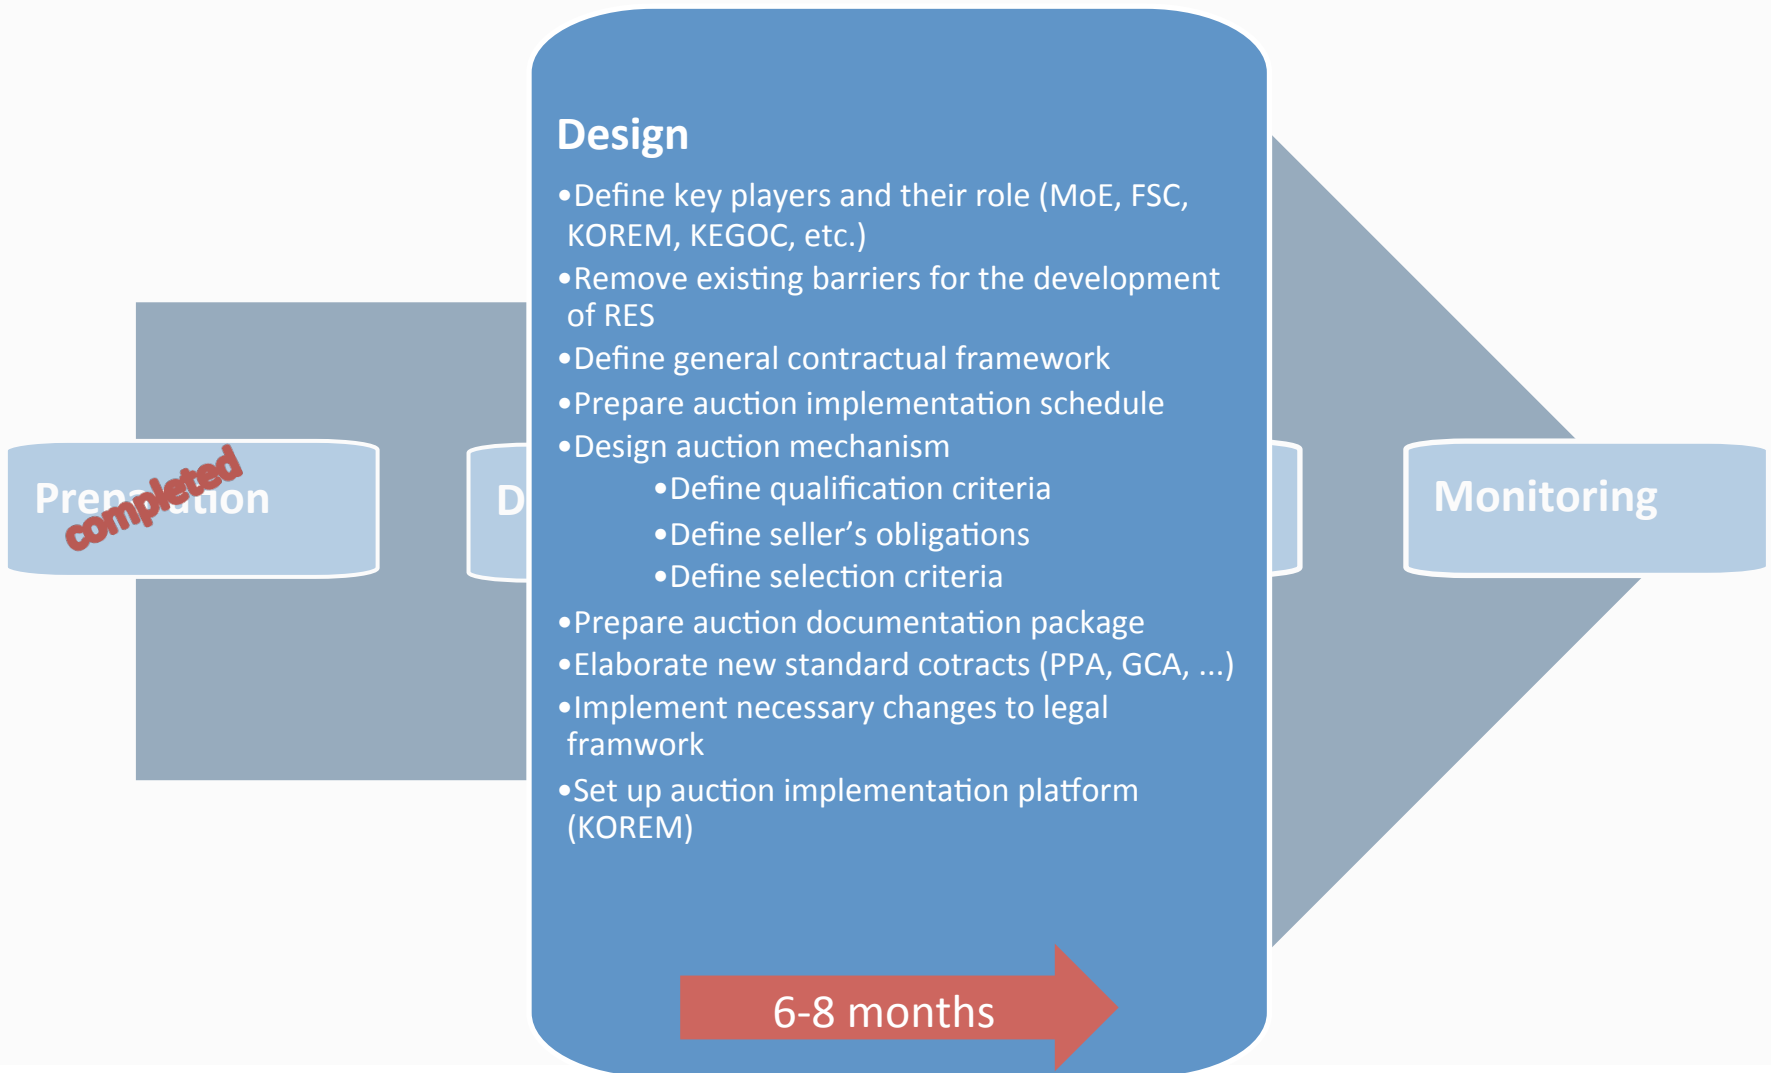 Design
•Define key players and their role (MoE, FSC,
KOREM, KEGOC, etc.)
•Remove existing barriers for the development
of RES
•Define general contractual framework
•Prepare auction implementation schedule
•Design auction mechanism
•Define qualification criteria
•Define seller’s obligations
•Define selection criteria
•Prepare auction documentation package
•Elaborate new standard cotracts (PPA, GCA, ...)
•Implement necessary changes to legal
framwork
•Set up auction implementation platform
(KOREM)
6-8 months
Preparation
completed
D
Monitoring